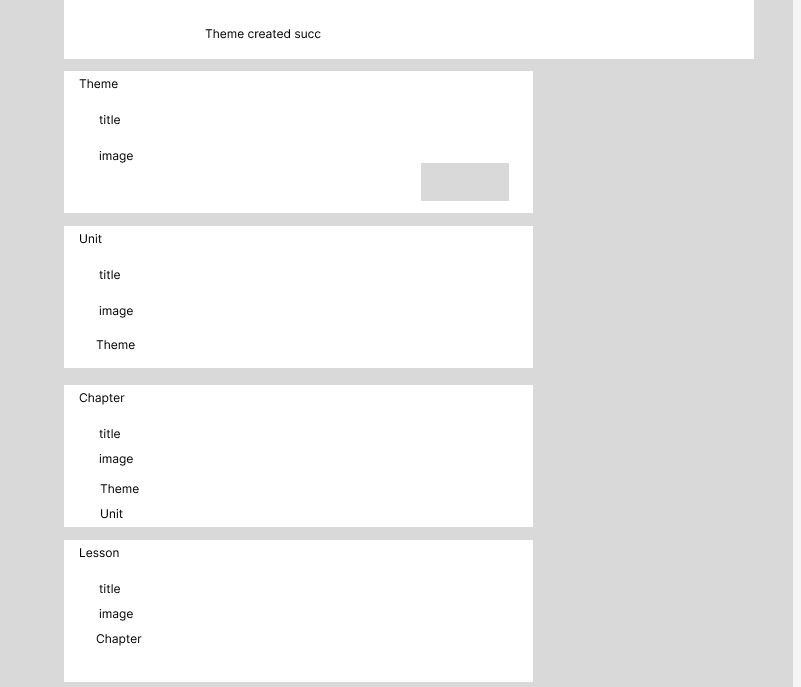 Theme created succ
Theme
title
image
Unit
title
image
Theme
Chapter
title
image
Theme
Unit
Lesson
title
image
Chapter